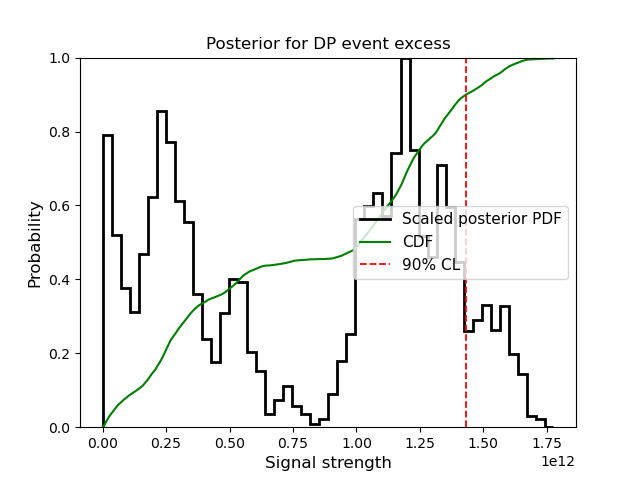 Posterior for DP event excess
Probability
1.0
0.8
0.6
0.4
0.2
0.0
Scaled posterior PDF
CDF
90% CL
0.00 0.25 0.50 0.75 1.00 1.25 1.50 1.75
1e12
Signal strength